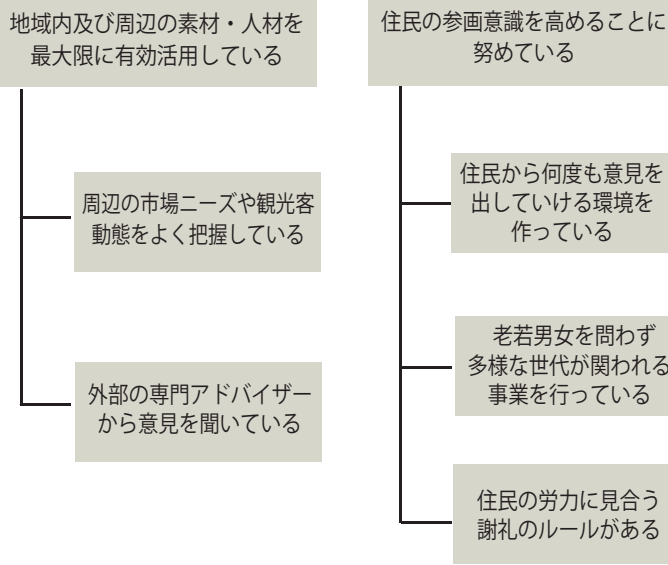 地域内及び周辺の素材・人材を
最大限に有効活用している
周辺の市場ニーズや観光客
動態をよく把握している
外部の専門アドバイザー
から意見を聞いている
住民の参画意識を高めることに
努めている
住民から何度も意見を
出していける環境を
作っている
老若男女を問わず
多様な世代が関われる
事業を行っている
住民の労力に見合う
謝礼のルールがある